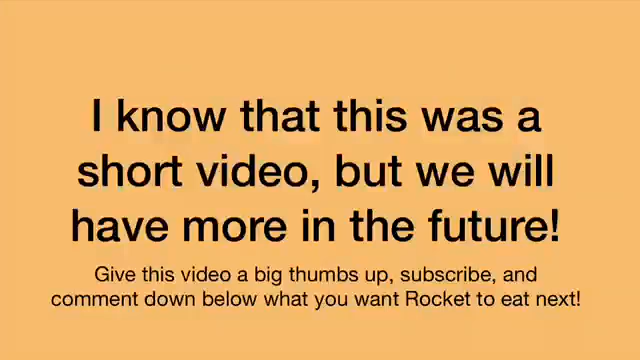 I know that this was a
short video, but we will
have more in the future!
Give this video a big thumbs up, subscribe, and
comment down below what you want Rocket to eat next!